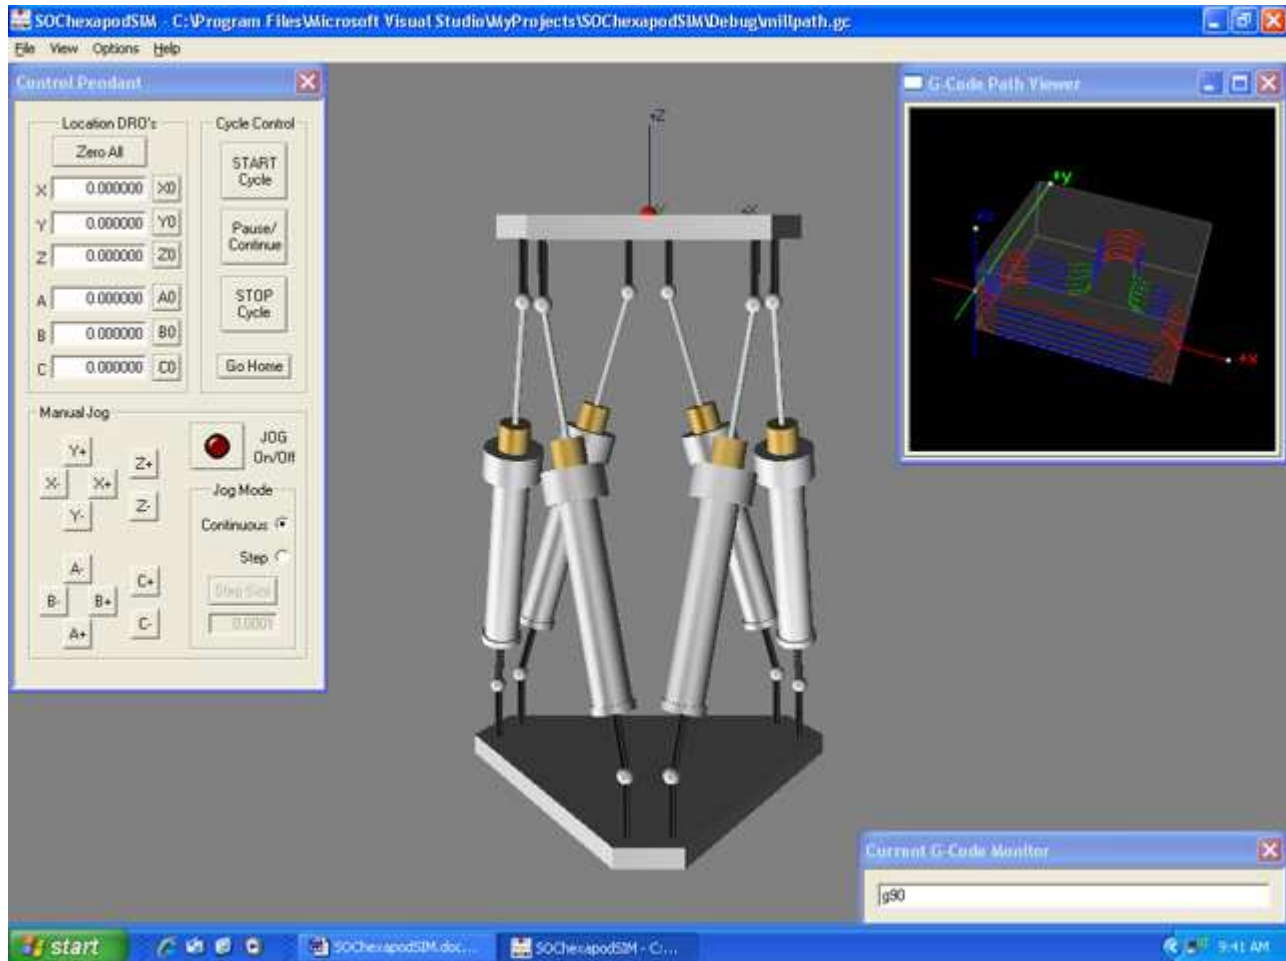 SOChexapodSIM - C:\Program Files\Microsoft Visual Studio\MyProjects\SOChexapodSIM\Debug\millpath.gc
File View Options Help
Control Pendant
Location DRO's
Zero All
X 0.000000 X0
Y 0.000000 Y0
Z 0.000000 Z0
A 0.000000 A0
B 0.000000 B0
C 0.000000 C0
Cycle Control
START
Cycle
Pause/
Continue
STOP
Cycle
Go Home
Manual Jog
Y+
X- X+
Y-
Z+
Z-
A-
B- B+
A+
C+
C-
JOG
On/Off
Jog Mode
Continuous
Step
Step Size
0.0001
+Z
Y
+X
G-Code Path Viewer
+y
+z
+x
Current G-Code Monitor
g90
start
SOChexapodSIM.doc...
SOChexapodSIM - C:...
9:41 AM